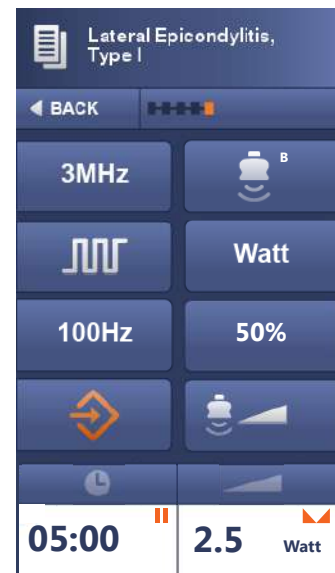 Lateral Epicondylitis,
Type I
BACK
3MHz
B
Watt
100Hz
50%
05:00
2.5 Watt